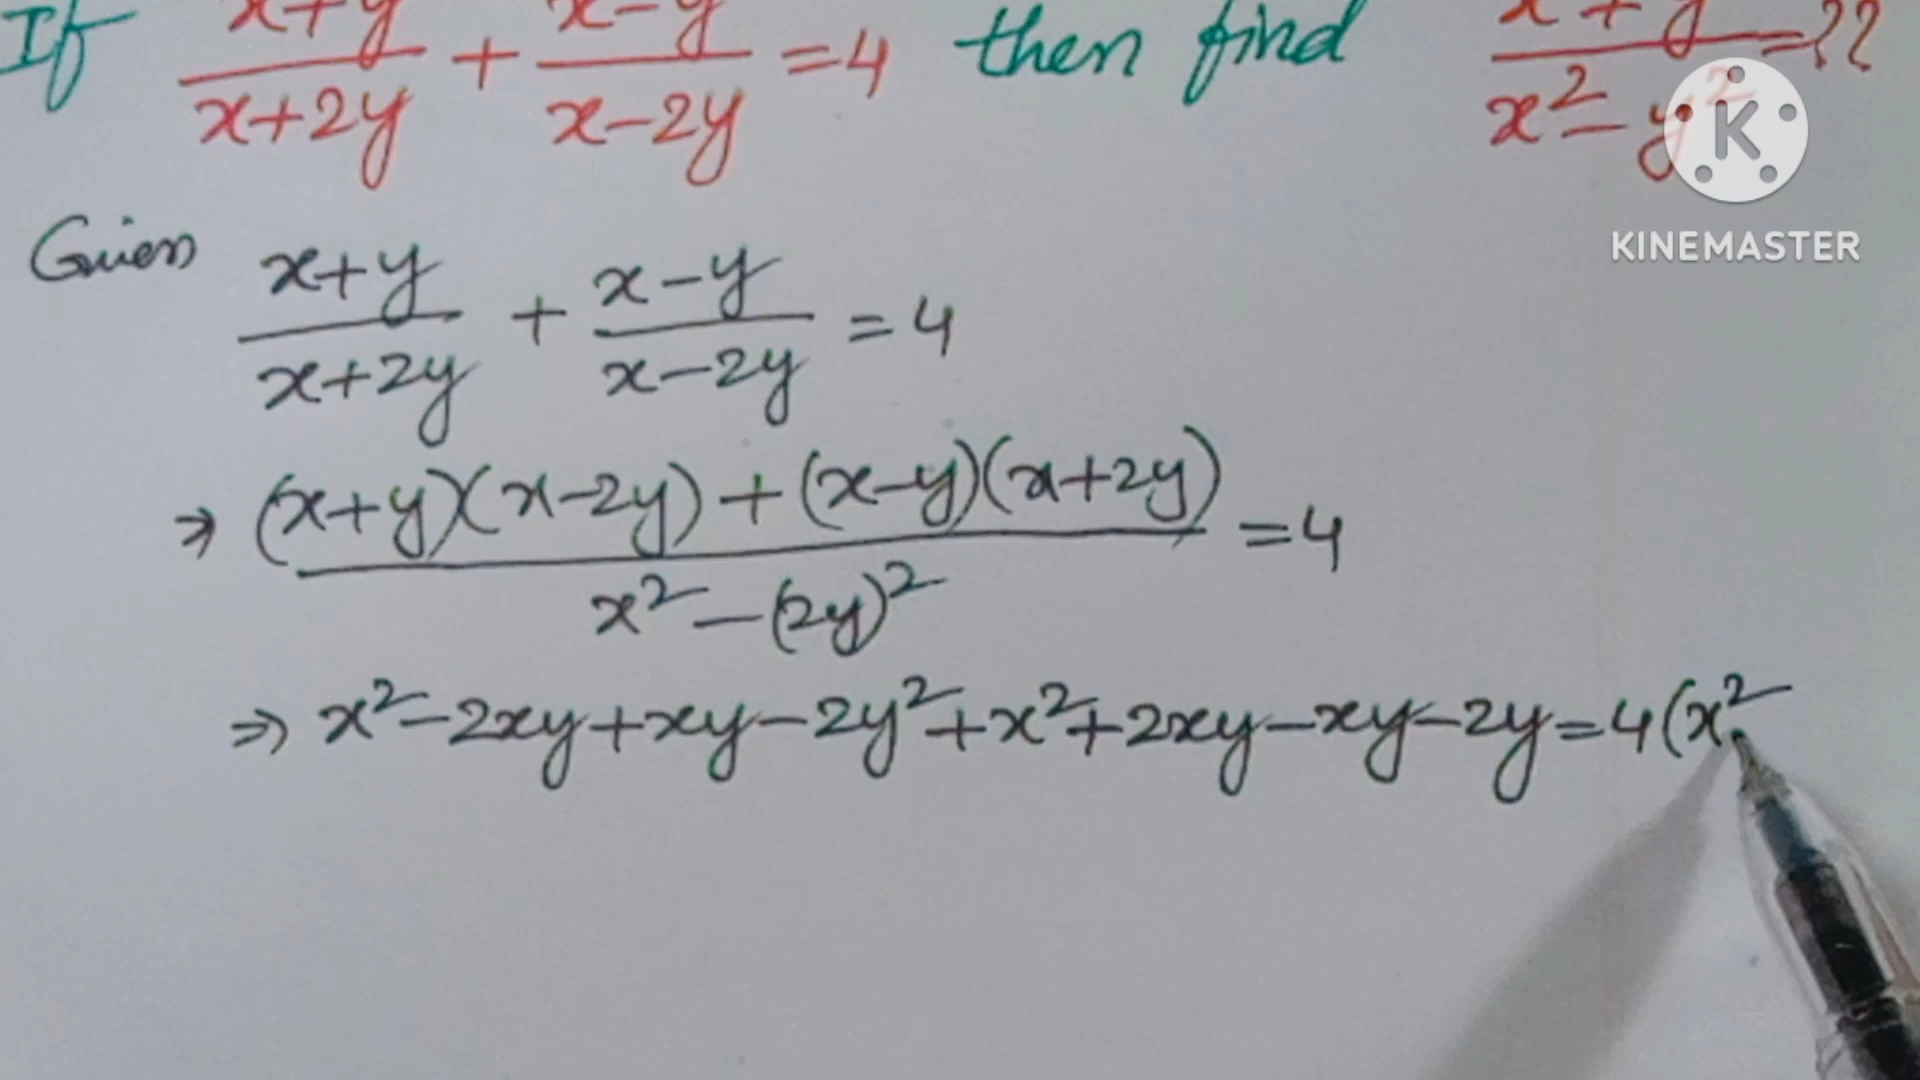 If x+y/x+2y + x-y/x-2y =4 then find x+y/x²-y² =??
KINEMASTER
Given x+y/x+2y + x-y/x-2y =4
⇒ (x+y)(x-2y)+(x-y)(x+2y)/x²-(2y)² =4
⇒ x²-2xy+xy-2y²+x²+2xy-xy-2y=4(x²